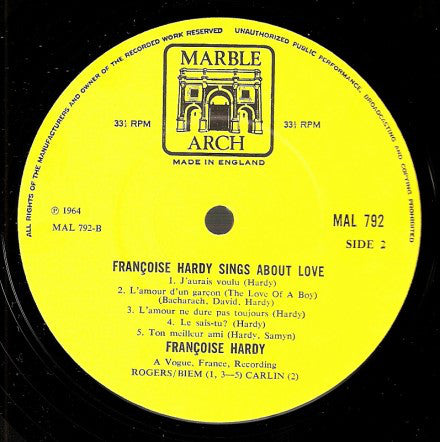 ALL RIGHTS OF THE MANUFACTURERS AND OWNER OF THE RECORDED WORK RESERVED
UNAUTHORIZED PUBLIC PERFORMANCE, BROADCASTING AND COPYING PROHIBITED
MARBLE
33⅓ RPM
33⅓ RPM
ARCH
MADE IN ENGLAND
℗ 1964
MAL 792-B
MAL 792
SIDE 2
FRANÇOISE HARDY SINGS ABOUT LOVE
1. J'aurais voulu (Hardy)
2. L'amour d'un garçon (The Love Of A Boy)
(Bacharach, David, Hardy)
3. L'amour ne dure pas toujours (Hardy)
4. Le sais-tu? (Hardy)
5. Ton meilleur ami (Hardy, Samyn)
FRANÇOISE HARDY
A Vogue, France, Recording
ROGERS/BIEM (1, 3—5) CARLIN (2)